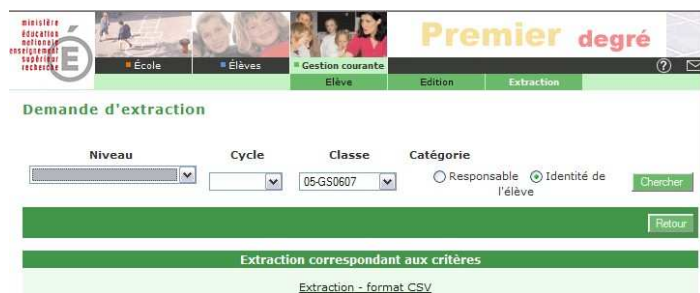 ministère
éducation
nationale
enseignement
supérieur
recherche
É
Premier degré
École
Élèves
Gestion courante
?
Elève
Edition
Extraction
Demande d'extraction
Niveau
Cycle
Classe
Catégorie
05-GS0607
Responsable
Identité de l'élève
Chercher
Retour
Extraction correspondant aux critères
Extraction - format CSV